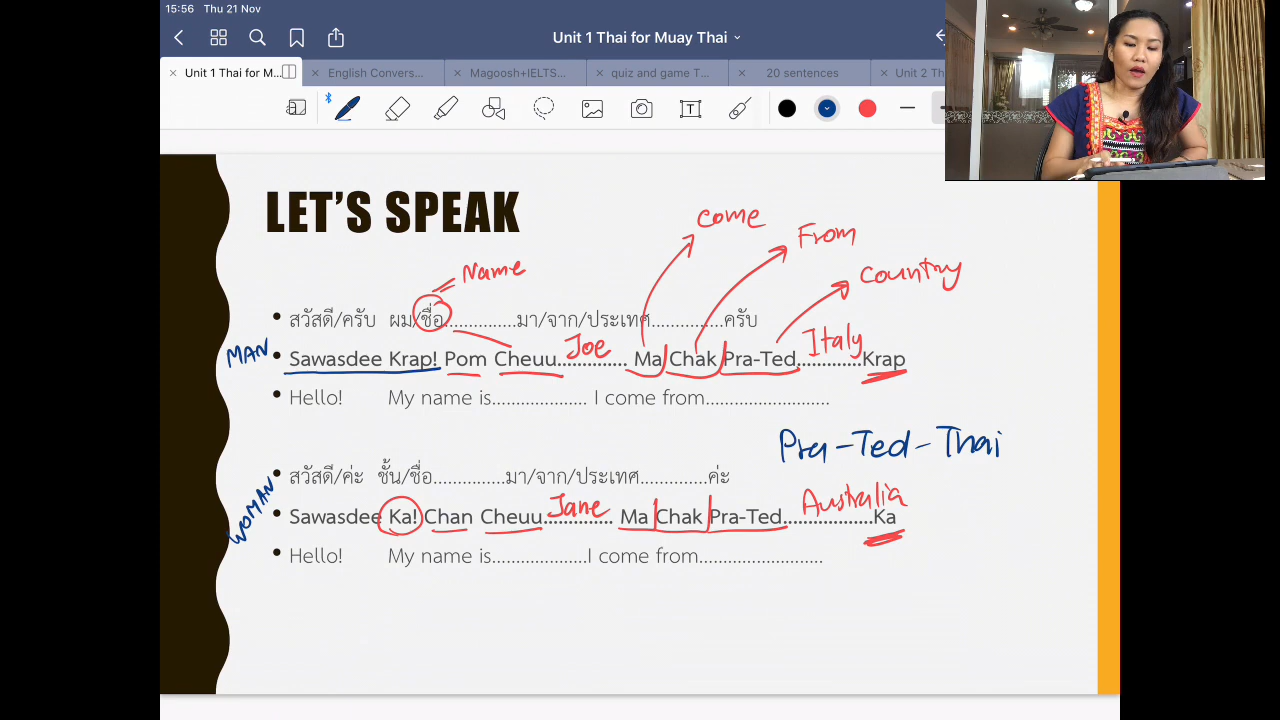 15:56 Thu 21 Nov
Unit 1 Thai for Muay Thai
Unit 1 Thai for M... English Convers... Magoosh+IELTS... quiz and game T... 20 sentences Unit 2 Th
T
LET'S SPEAK
Come
From
Name
Country
สวัสดี/ครับ ผม/ชื่อ..............มา/จาก/ประเทศ..............ครับ
MAN
Joe
Italy
Sawasdee Krap! Pom Cheuu............. Ma Chak Pra-Ted............Krap
Hello! My name is................... I come from.........................
Pra-Ted-Thai
สวัสดี/ค่ะ ชั้น/ชื่อ..............มา/จาก/ประเทศ.............ค่ะ
WOMAN
Jane
Australia
Sawasdee Ka! Chan Cheuu............. Ma Chak Pra-Ted.................Ka
Hello! My name is...................I come from.........................